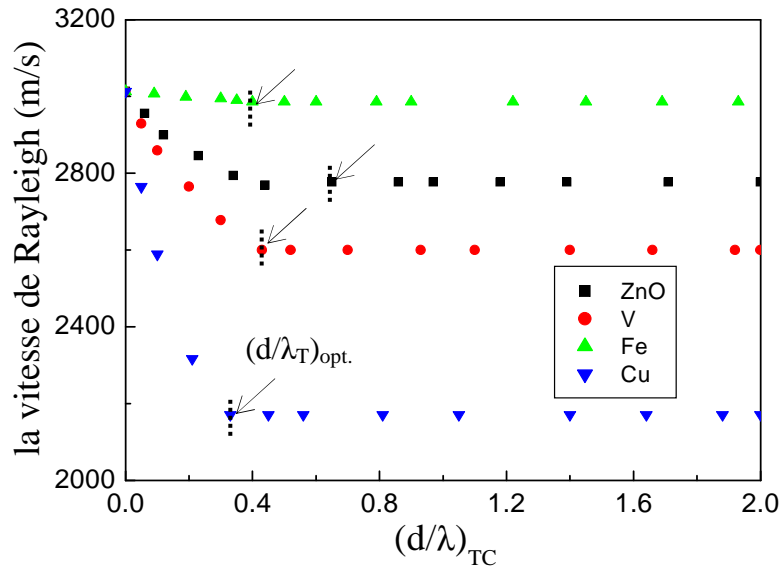 la vitesse de Rayleigh (m/s)
3200
2800
2400
2000
(d/λT)opt.
ZnO
V
Fe
Cu
0.0 0.4 0.8 1.2 1.6 2.0
(d/λ)TC